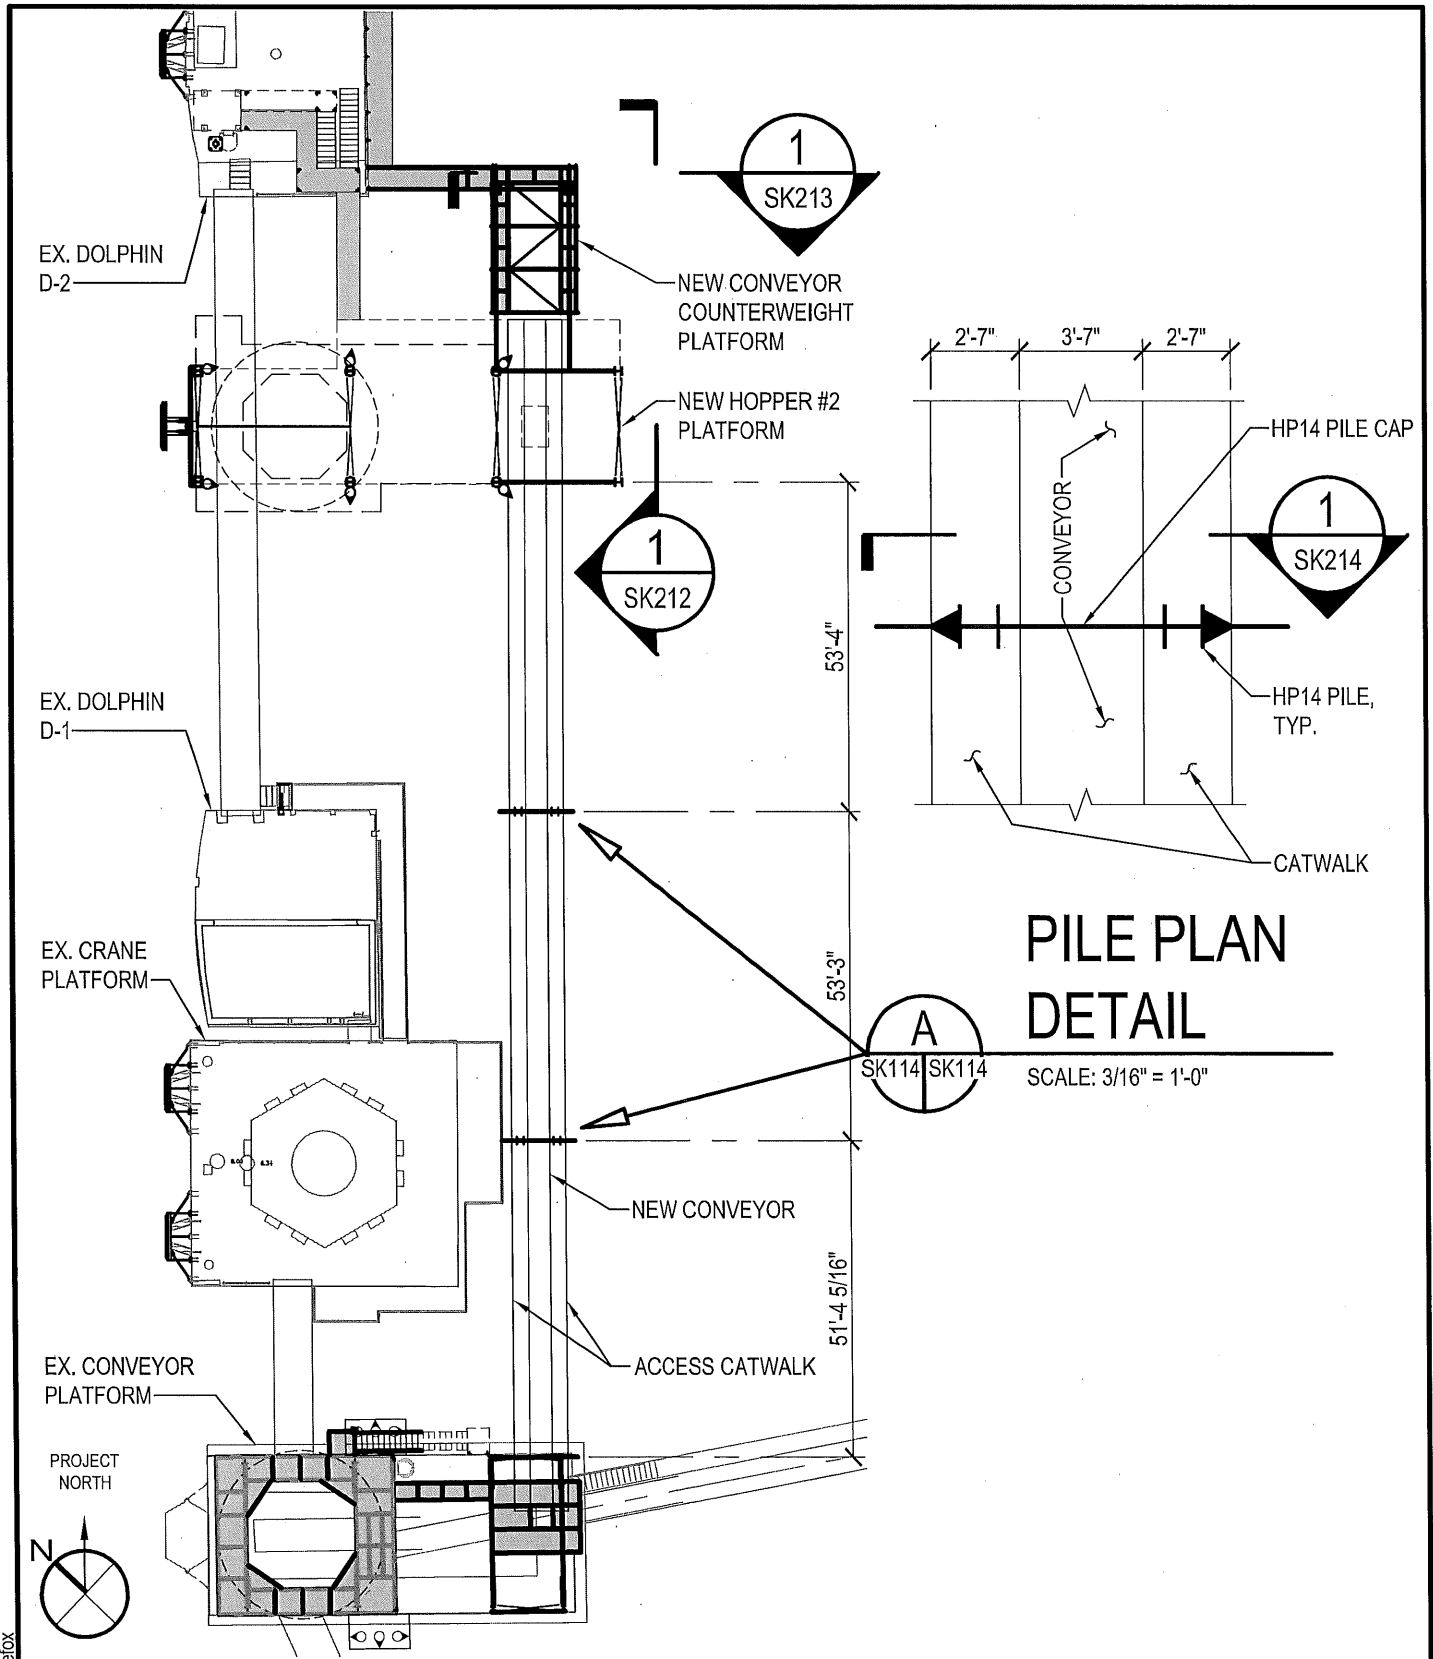 1
SK213
EX. DOLPHIN
D-2
NEW CONVEYOR
COUNTERWEIGHT
PLATFORM
2'-7"
3'-7"
2'-7"
NEW HOPPER #2
PLATFORM
HP14 PILE CAP
CONVEYOR
1
SK214
1
SK212
53'-4"
EX. DOLPHIN
D-1
HP14 PILE,
TYP.
CATWALK
PILE PLAN
DETAIL
SCALE: 3/16" = 1'-0"
EX. CRANE
PLATFORM
53'-3"
A
SK114 SK114
NEW CONVEYOR
51'-4 5/16"
ACCESS CATWALK
EX. CONVEYOR
PLATFORM
PROJECT
NORTH
N